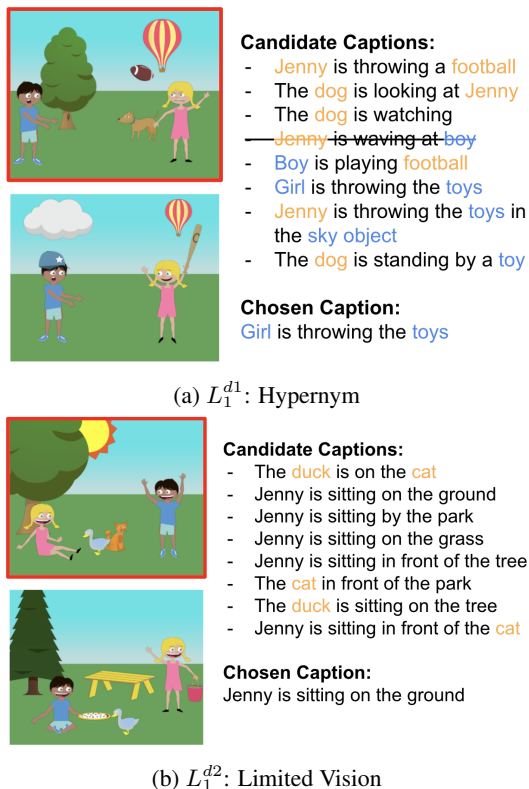 Candidate Captions:
- Jenny is throwing a football
- The dog is looking at Jenny
- The dog is watching
- Jenny is waving at boy
- Boy is playing football
- Girl is throwing the toys
- Jenny is throwing the toys in
the sky object
- The dog is standing by a toy
Chosen Caption:
Girl is throwing the toys
(a) $L_1^{d1}$: Hypernym
Candidate Captions:
- The duck is on the cat
- Jenny is sitting on the ground
- Jenny is sitting by the park
- Jenny is sitting on the grass
- Jenny is sitting in front of the tree
- The cat in front of the park
- The duck is sitting on the tree
- Jenny is sitting in front of the cat
Chosen Caption:
Jenny is sitting on the ground
(b) $L_1^{d2}$: Limited Vision